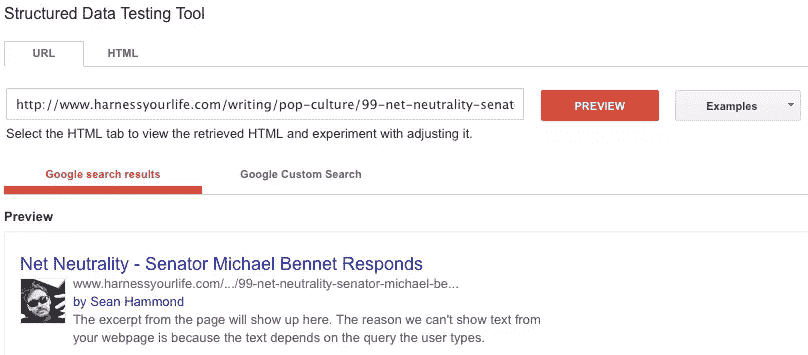 Structured Data Testing Tool
URL HTML
http://www.harnessyourlife.com/writing/pop-culture/99-net-neutrality-senat
PREVIEW
Examples
Select the HTML tab to view the retrieved HTML and experiment with adjusting it.
Google search results Google Custom Search
Preview
Net Neutrality - Senator Michael Bennet Responds
www.harnessyourlife.com/.../99-net-neutrality-senator-michael-be...
by Sean Hammond
The excerpt from the page will show up here. The reason we can't show text from
your webpage is because the text depends on the query the user types.